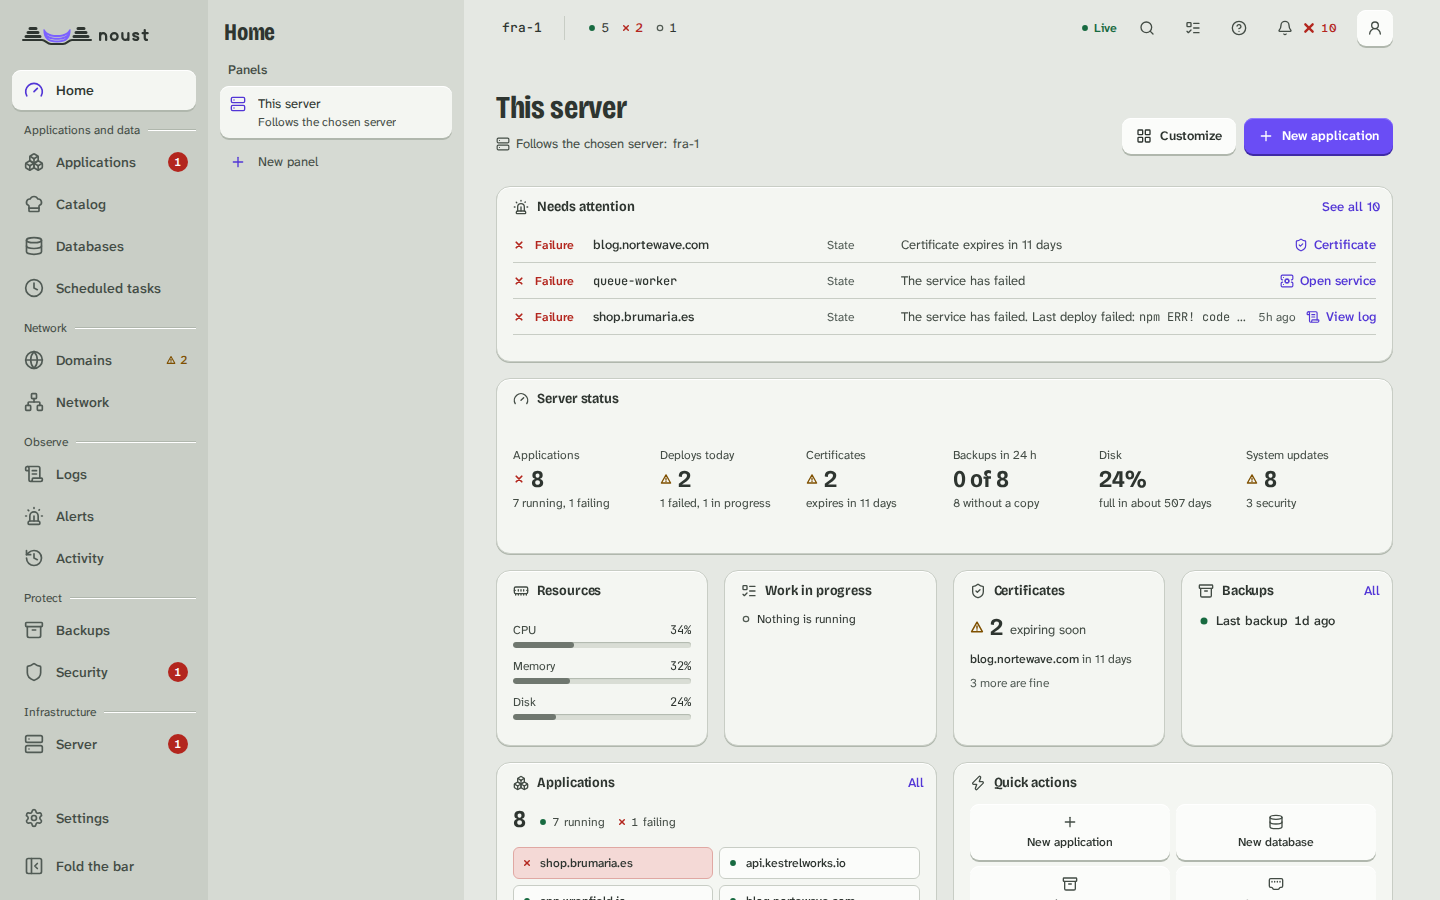 noust
Home
Applications and data
Applications 1
Catalog
Databases
Scheduled tasks
Network
Domains 2
Network
Observe
Logs
Alerts
Activity
Protect
Backups
Security 1
Infrastructure
Server 1
Settings
Fold the bar
Home
Panels
This server
Follows the chosen server
New panel
fra-1 5 2 1
Live 10
This server
Follows the chosen server: fra-1
Customize
New application
Needs attention See all 10
Failure blog.nortewave.com State Certificate expires in 11 days Certificate
Failure queue-worker State The service has failed Open service
Failure shop.brumaria.es State The service has failed. Last deploy failed: npm ERR! code … 5h ago View log
Server status
Applications
8
7 running, 1 failing
Deploys today
2
1 failed, 1 in progress
Certificates
2
expires in 11 days
Backups in 24 h
0 of 8
8 without a copy
Disk
24%
full in about 507 days
System updates
8
3 security
Resources
CPU 34%
Memory 32%
Disk 24%
Work in progress
Nothing is running
Certificates
2 expiring soon
blog.nortewave.com in 11 days
3 more are fine
Backups All
Last backup 1d ago
Applications All
8 7 running 1 failing
shop.brumaria.es
api.kestrelworks.io
Quick actions
New application
New database